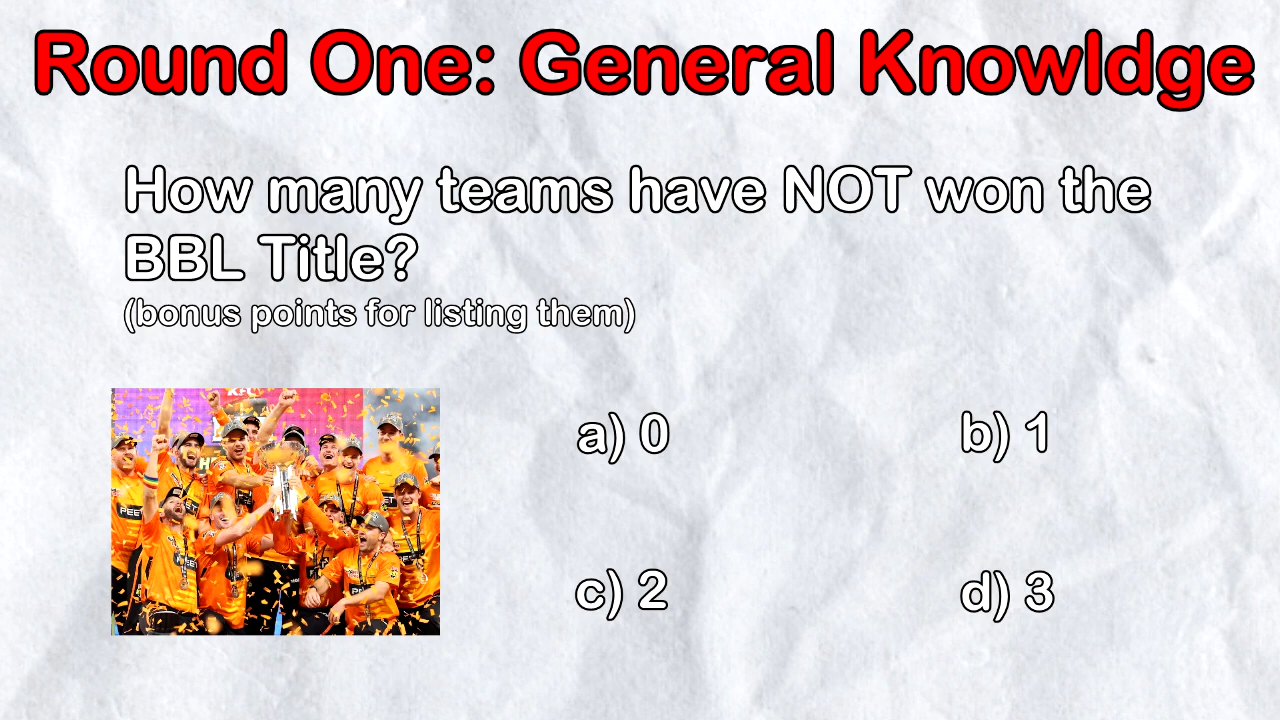 Round One: General Knowldge
How many teams have NOT won the
BBL Title?
(bonus points for listing them)
a) 0
b) 1
c) 2
d) 3